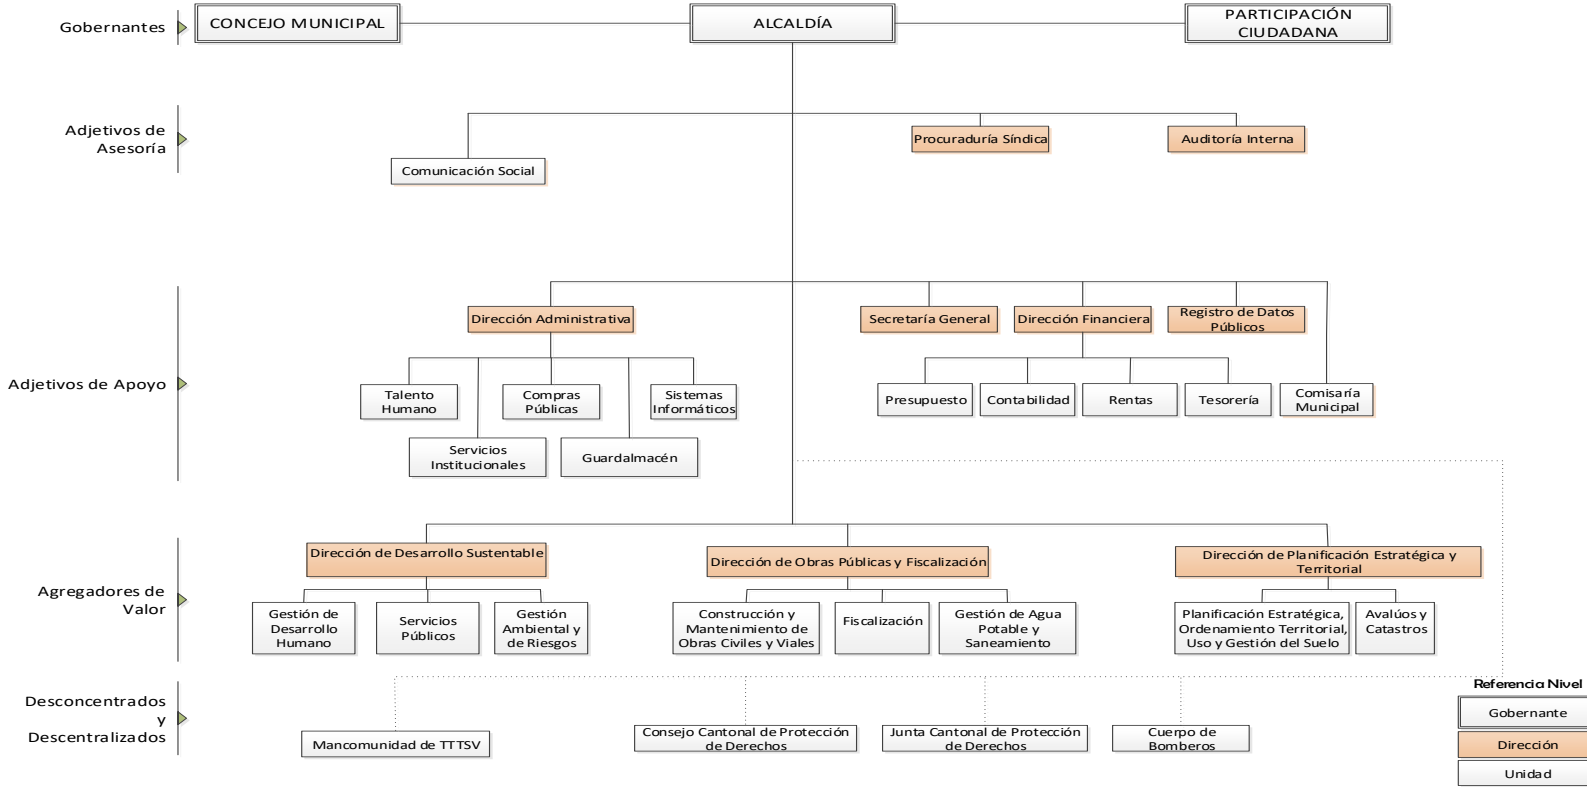 Gobernantes
CONCEJO MUNICIPAL
ALCALDÍA
PARTICIPACIÓN
CIUDADANA
Adjetivos de
Asesoría
Procuraduría Síndica
Auditoría Interna
Comunicación Social
Adjetivos de Apoyo
Dirección Administrativa
Secretaría General
Dirección Financiera
Registro de Datos
Públicos
Talento
Humano
Compras
Públicas
Sistemas
Informáticos
Presupuesto
Contabilidad
Rentas
Tesorería
Comisaría
Municipal
Servicios
Institucionales
Guardalmacén
Agregadores de
Valor
Dirección de Desarrollo Sustentable
Dirección de Obras Públicas y Fiscalización
Dirección de Planificación Estratégica y
Territorial
Gestión de
Desarrollo
Humano
Servicios
Públicos
Gestión
Ambiental y
de Riesgos
Construcción y
Mantenimiento de
Obras Civiles y Viales
Fiscalización
Gestión de Agua
Potable y
Saneamiento
Planificación Estratégica,
Ordenamiento Territorial,
Uso y Gestión del Suelo
Avalúos y
Catastros
Desconcentrados
y
Descentralizados
Mancomunidad de TTTSV
Consejo Cantonal de Protección
de Derechos
Junta Cantonal de Protección
de Derechos
Cuerpo de
Bomberos
Referencia Nivel
Gobernante
Dirección
Unidad